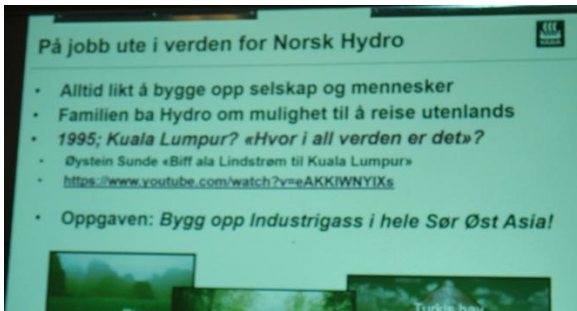 På jobb ute i verden for Norsk Hydro
• Alltid likt å bygge opp selskap og mennesker
• Familien ba Hydro om mulighet til å reise utenlands
• 1995; Kuala Lumpur? «Hvor i all verden er det»?
• Øystein Sunde «Biff ala Lindstrøm til Kuala Lumpur»
• https://www.youtube.com/watch?v=eAKKIWNYIXs
• Oppgaven: Bygg opp Industrigass i hele Sør Øst Asia!
Turkis hav